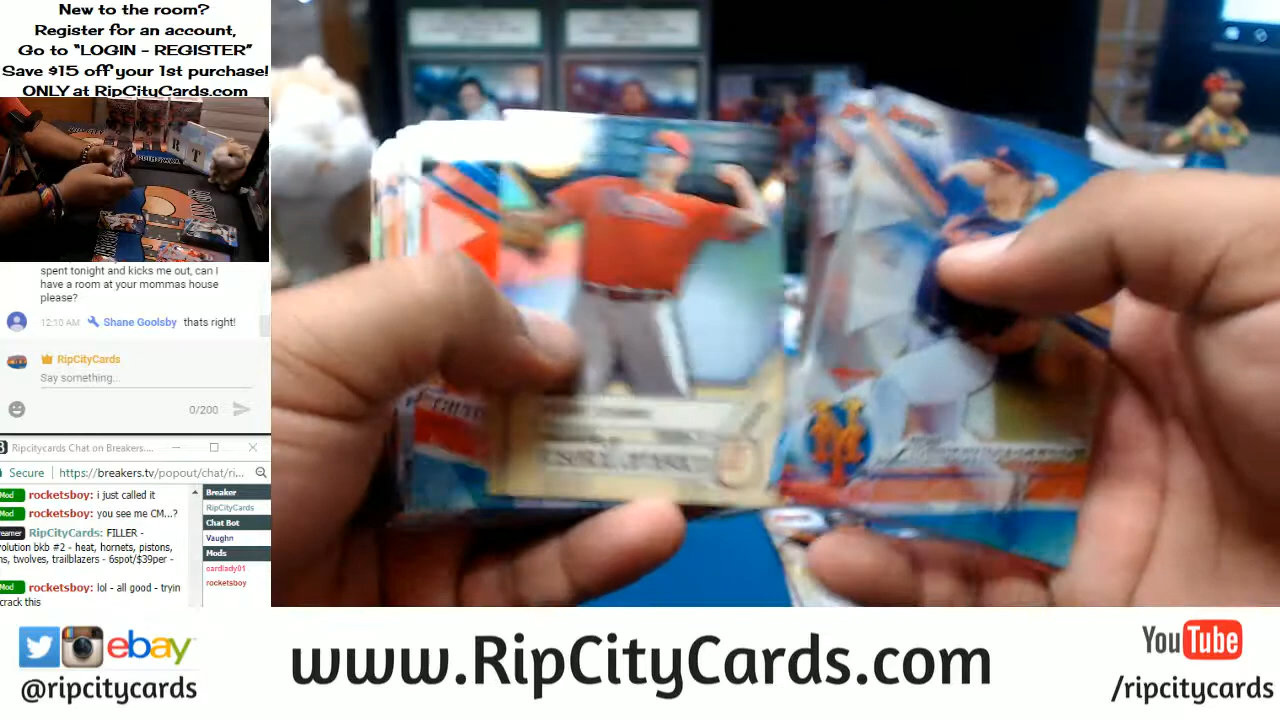 New to the room?
Register for an account,
Go to “LOGIN - REGISTER”
Save $15 off your 1st purchase!
ONLY at RipCityCards.com
spent tonight and kicks me out, can I
have a room at your mommas house
please?
12:10 AM Shane Goolsby thats right!
RipCityCards
Say something...
0/200
Ripcitycards Chat on Breakers....
Secure https://breakers.tv/popout/chat/ri...
Mod rocketsboy: i just called it
Mod rocketsboy: you see me CM...?
eamer RipCityCards: FILLER -
volution bkb #2 - heat, hornets, pistons,
ns, twolves, trailblazers - 6spot/$39per -
Mod rocketsboy: lol - all good - tryin
crack this
Breaker
RipCityCards
Chat Bot
Vaughn
Mods
cardlady01
rocketsboy
ebay
@ripcitycards
www.RipCityCards.com
YouTube
/ripcitycards